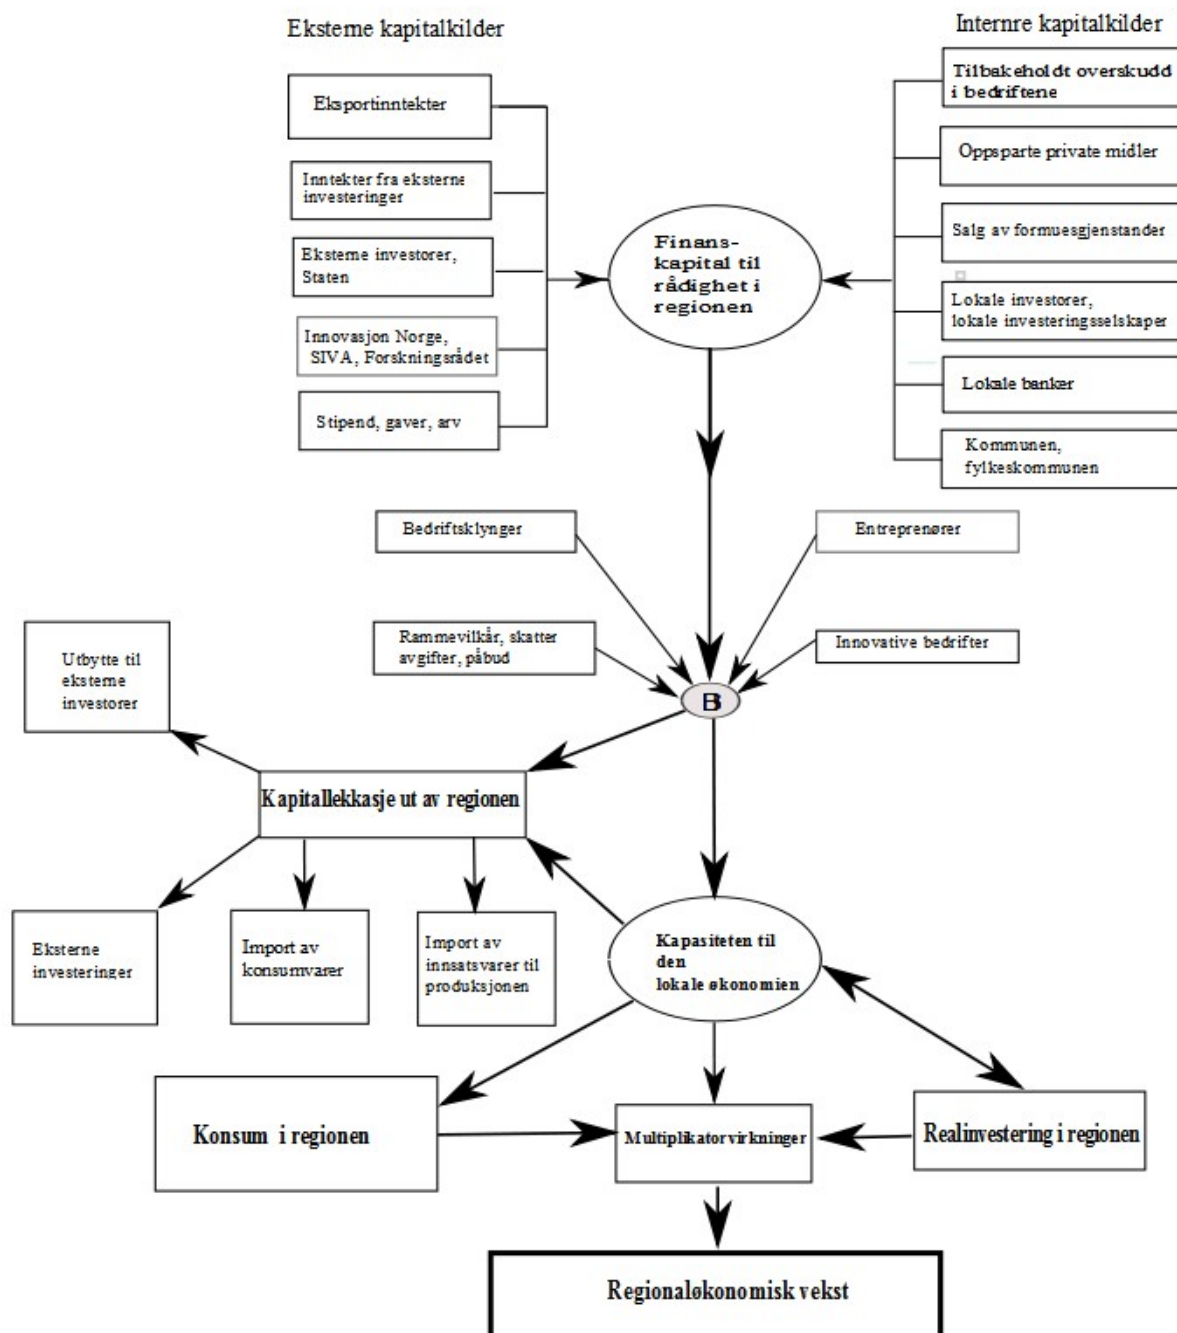 Eksterne kapitalkilder
Eksportinntekter
Inntekter fra eksterne
investeringer
Eksterne investorer,
Staten
Innovasjon Norge,
SIVA, Forskningsrådet
Stipend, gaver, arv
Internre kapitalkilder
Tilbakeholdt overskudd
i bedriftene
Oppsparte private midler
Salg av formuesgjenstander
Lokale investorer,
lokale investeringsselskaper
Lokale banker
Kommunen,
fylkeskommunen
Finans-
kapital til
rådighet i
regionen
Bedriftsklynger
Entreprenører
Rammevilkår, skatter
avgifter, påbud
Innovative bedrifter
B
Utbytte til
eksterne
investorer
Kapitallekkasje ut av regionen
Eksterne
investeringer
Import av
konsumvarer
Import av
innsatsvarer til
produksjonen
Kapasiteten til
den
lokale økonomien
Konsum i regionen
Multiplikatorvirkninger
Realinvestering i regionen
Regionaløkonomisk vekst